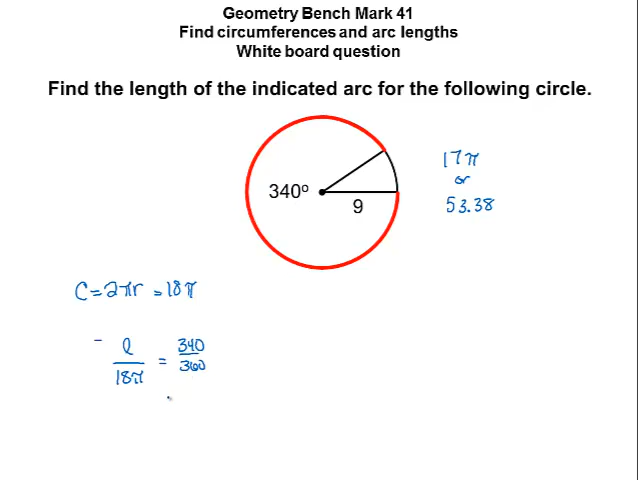 Geometry Bench Mark 41
Find circumferences and arc lengths
White board question
Find the length of the indicated arc for the following circle.
340°
9
17π
or
53.38
C=2πr=18π
ℓ/18π = 340/360